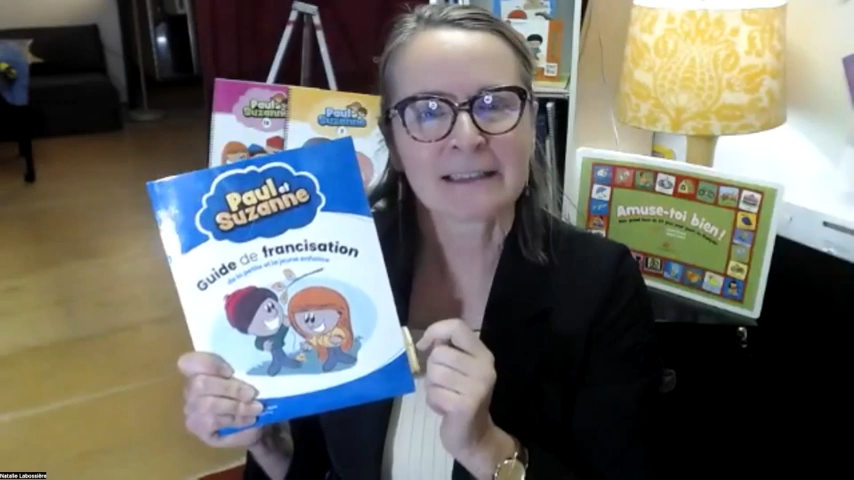 Paul et
Suzanne
Paul et
Suzanne
Paul et
Suzanne
Guide de francisation
de la petite et la jeune enfance
Amuse-toi bien !
Natalie Labossière